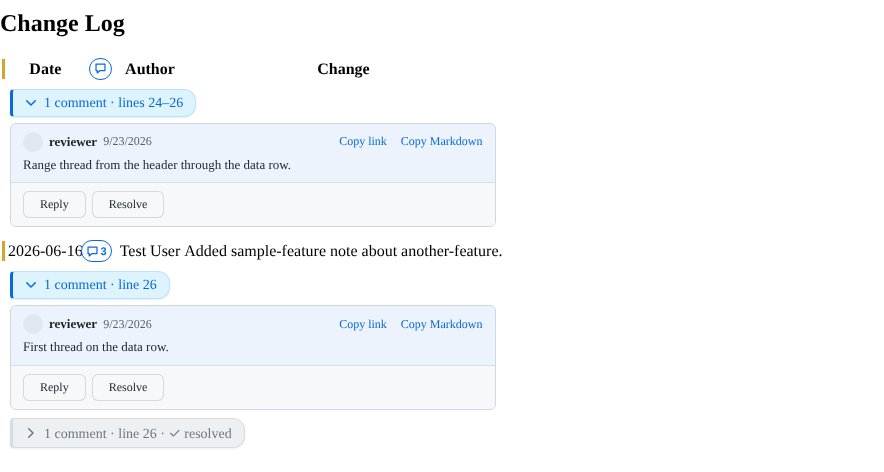 Change Log
Date Author Change
1 comment · lines 24–26
reviewer 9/23/2026 Copy link Copy Markdown
Range thread from the header through the data row.
Reply Resolve
2026-06-16 3 Test User Added sample-feature note about another-feature.
1 comment · line 26
reviewer 9/23/2026 Copy link Copy Markdown
First thread on the data row.
Reply Resolve
1 comment · line 26 · ✓ resolved